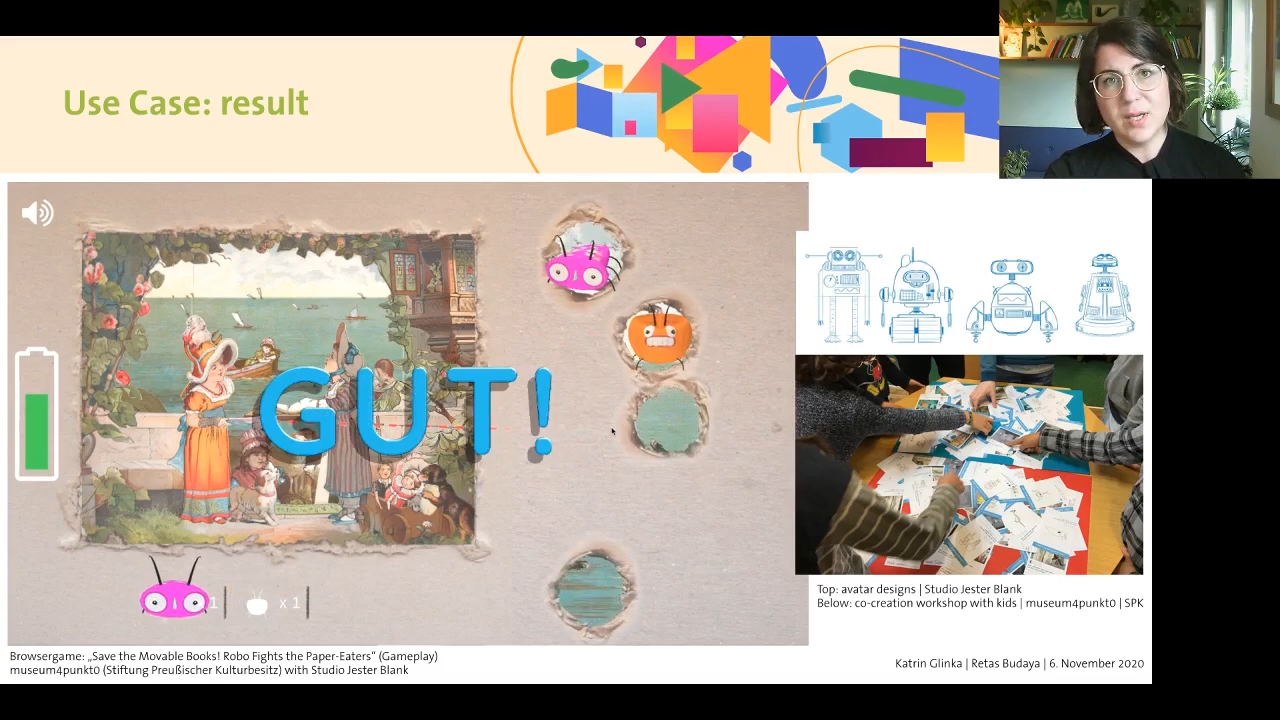 Use Case: result
GUT!
1
x 1
Browsergame: „Save the Movable Books! Robo Fights the Paper-Eaters“ (Gameplay)
museum4punkt0 (Stiftung Preußischer Kulturbesitz) with Studio Jester Blank
Top: avatar designs | Studio Jester Blank
Below: co-creation workshop with kids | museum4punkt0 | SPK
Katrin Glinka | Retas Budaya | 6. November 2020